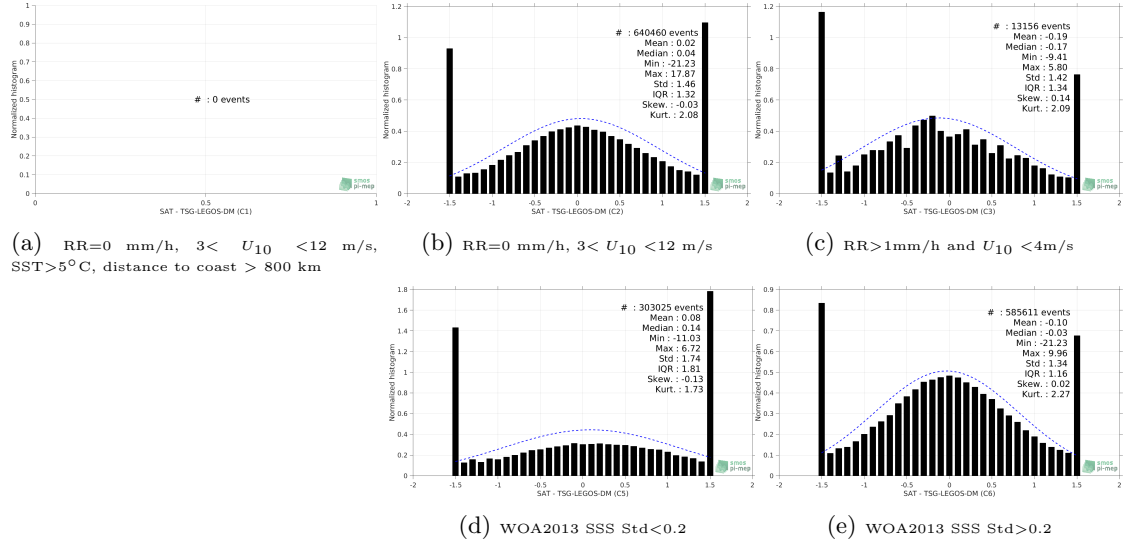 1
0.9
0.8
0.7
0.6
0.5
0.4
0.3
0.2
0.1
0
Normalized histogram
# : 0 events
smos
pi-mep
0 0.5 1
SAT - TSG-LEGOS-DM (C1)
(a) RR=0 mm/h, 3< U10 <12 m/s,
SST>5°C, distance to coast > 800 km
1.2
1
0.8
0.6
0.4
0.2
0
Normalized histogram
# : 640460 events
Mean : 0.02
Median : 0.04
Min : -21.23
Max : 17.87
Std : 1.46
IQR : 1.32
Skew. : -0.03
Kurt. : 2.08
smos
pi-mep
-2 -1.5 -1 -0.5 0 0.5 1 1.5 2
SAT - TSG-LEGOS-DM (C2)
(b) RR=0 mm/h, 3< U10 <12 m/s
1.2
1
0.8
0.6
0.4
0.2
0
Normalized histogram
# : 13156 events
Mean : -0.19
Median : -0.17
Min : -9.41
Max : 5.80
Std : 1.42
IQR : 1.34
Skew. : 0.14
Kurt. : 2.09
smos
pi-mep
-2 -1.5 -1 -0.5 0 0.5 1 1.5 2
SAT - TSG-LEGOS-DM (C3)
(c) RR>1mm/h and U10 <4m/s
1.8
1.6
1.4
1.2
1
0.8
0.6
0.4
0.2
0
Normalized histogram
# : 303025 events
Mean : 0.08
Median : 0.14
Min : -11.03
Max : 6.72
Std : 1.74
IQR : 1.81
Skew. : -0.13
Kurt. : 1.73
smos
pi-mep
-2 -1.5 -1 -0.5 0 0.5 1 1.5 2
SAT - TSG-LEGOS-DM (C5)
(d) WOA2013 SSS Std<0.2
0.9
0.8
0.7
0.6
0.5
0.4
0.3
0.2
0.1
0
Normalized histogram
# : 585611 events
Mean : -0.10
Median : -0.03
Min : -21.23
Max : 9.96
Std : 1.34
IQR : 1.16
Skew. : 0.02
Kurt. : 2.27
smos
pi-mep
-2 -1.5 -1 -0.5 0 0.5 1 1.5 2
SAT - TSG-LEGOS-DM (C6)
(e) WOA2013 SSS Std>0.2